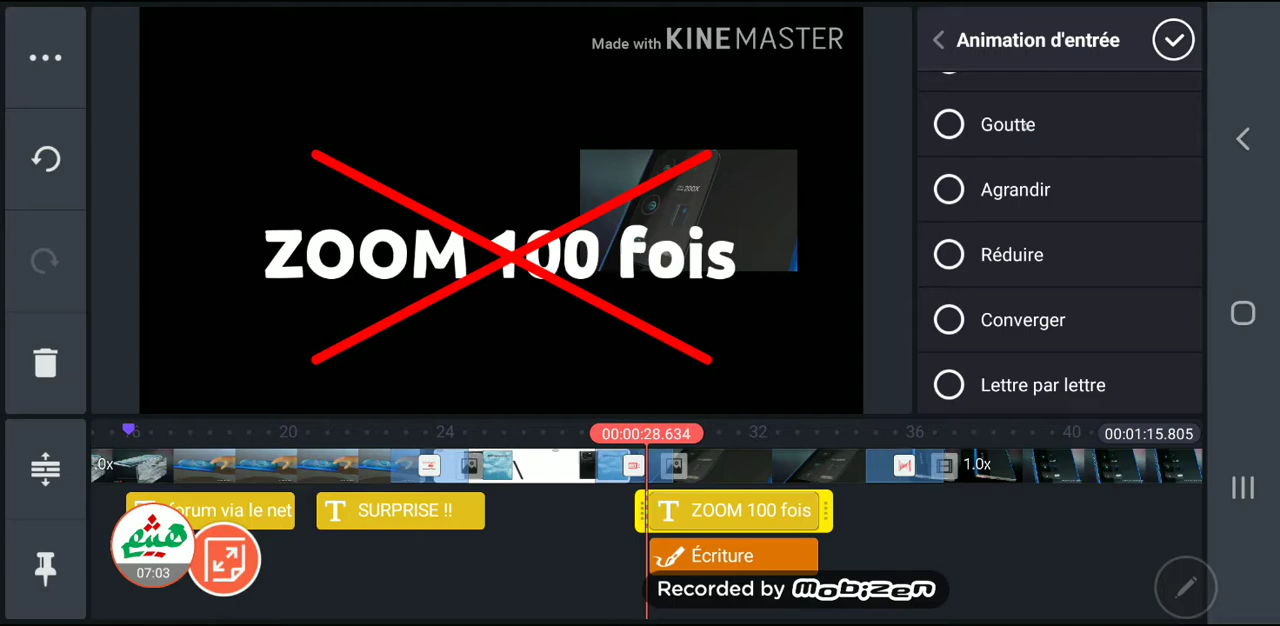 Made with KINEMASTER
Animation d'entrée
Goutte
Agrandir
Réduire
Converger
Lettre par lettre
ZOOM 100 fois
16
20
24
00:00:28.634
32
36
40
00:01:15.805
.0x
1.0x
forum via le net
T SURPRISE !!
T ZOOM 100 fois
Écriture
07:03
Recorded by mobizen